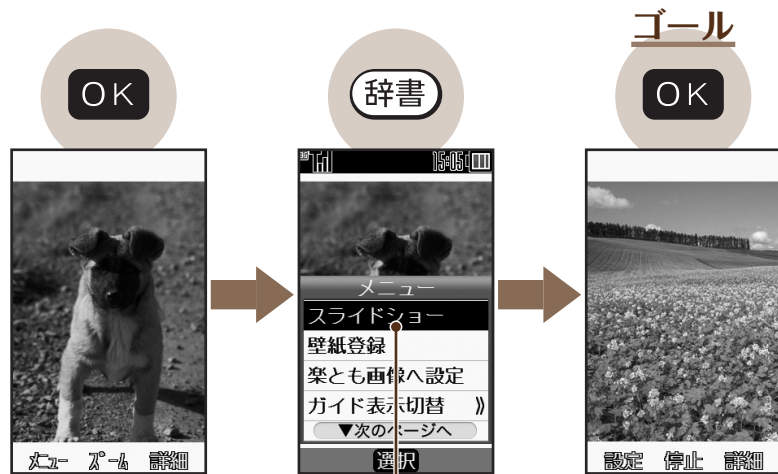 ゴール
OK
辞書
OK
3G 15:05
メニュー
スライドショー
壁紙登録
楽とも画像へ設定
ガイド表示切替 》
▼次のページへ
メニュー ズーム 詳細
選択
設定 停止 詳細